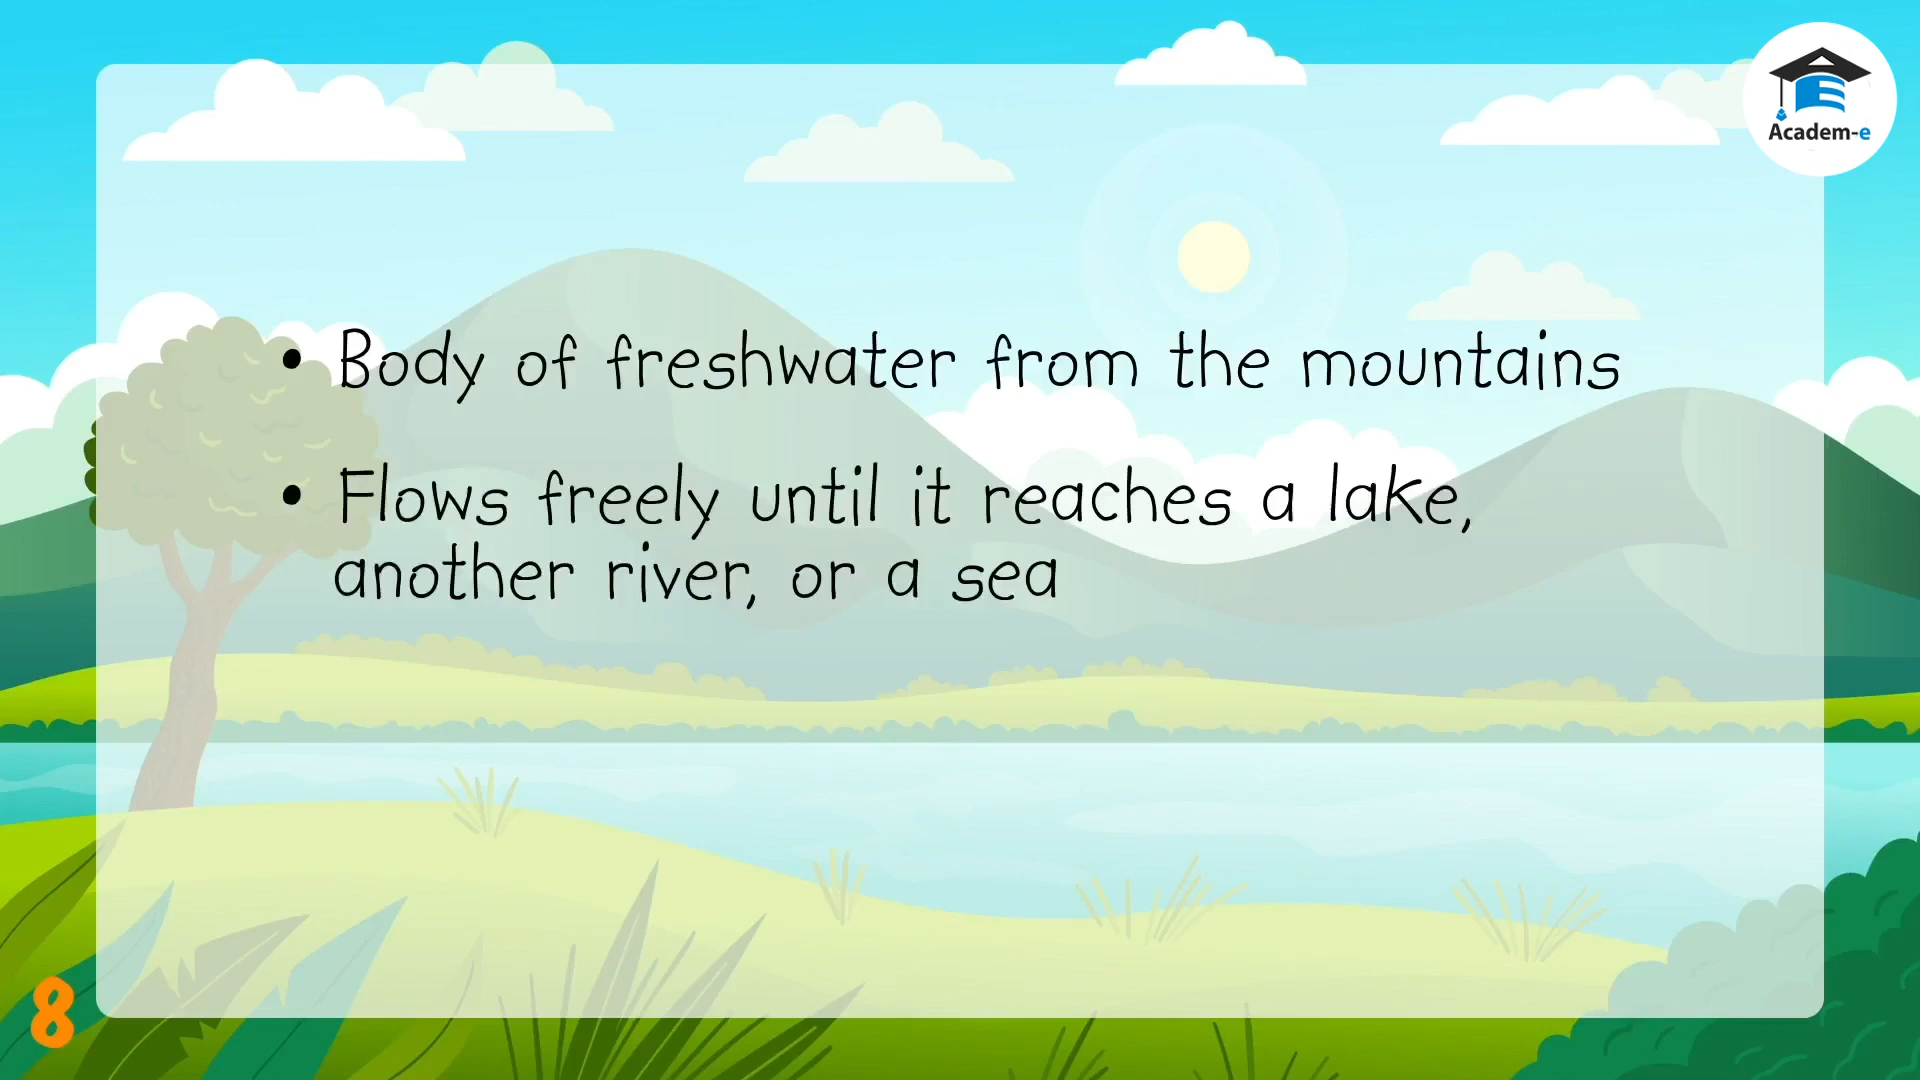 Academ-e
• Body of freshwater from the mountains
• Flows freely until it reaches a lake,
another river, or a sea
8